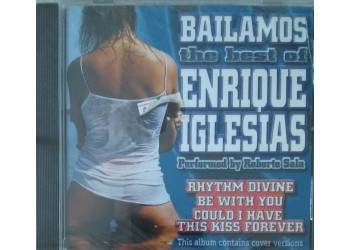 BAILAMOS
the best of
ENRIQUE
IGLESIAS
Performed by Roberto Sala
RHYTHM DIVINE
BE WITH YOU
COULD I HAVE
THIS KISS FOREVER
This album contains cover versions